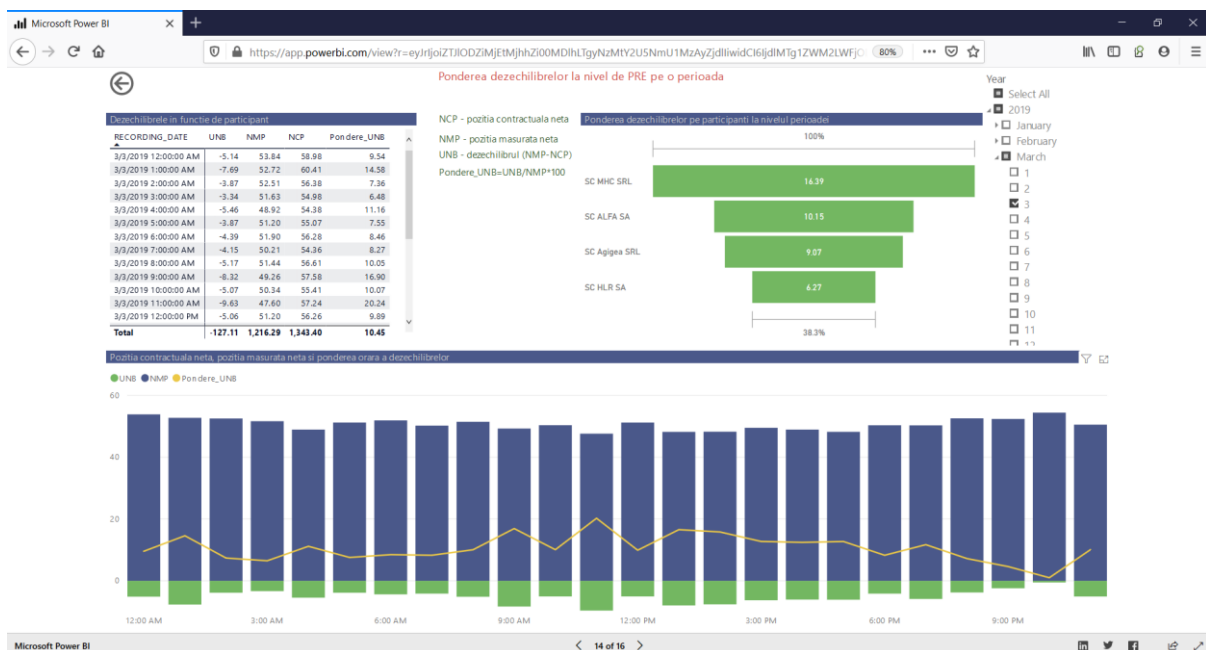 Microsoft Power BI
https://app.powerbi.com/view?r=eyJrIjoiZTJlODZiMjEtMjhhZi00MDlhLTgyNzMtY2U5NmU1MzAyZjdlIiwidCI6IjdlMTg1ZWM2LWFjO
80%
Ponderea dezechilibrelor la nivel de PRE pe o perioada
Dezechilibrele in functie de participant
RECORDING_DATE UNB NMP NCP Pondere_UNB
3/3/2019 12:00:00 AM -5.14 53.84 58.98 9.54
3/3/2019 1:00:00 AM -7.69 52.72 60.41 14.58
3/3/2019 2:00:00 AM -3.87 52.51 56.38 7.36
3/3/2019 3:00:00 AM -3.34 51.63 54.98 6.48
3/3/2019 4:00:00 AM -5.46 48.92 54.38 11.16
3/3/2019 5:00:00 AM -3.87 51.20 55.07 7.55
3/3/2019 6:00:00 AM -4.39 51.90 56.28 8.46
3/3/2019 7:00:00 AM -4.15 50.21 54.36 8.27
3/3/2019 8:00:00 AM -5.17 51.44 56.61 10.05
3/3/2019 9:00:00 AM -8.32 49.26 57.58 16.90
3/3/2019 10:00:00 AM -5.07 50.34 55.41 10.07
3/3/2019 11:00:00 AM -9.63 47.60 57.24 20.24
3/3/2019 12:00:00 PM -5.06 51.20 56.26 9.89
Total -127.11 1,216.29 1,343.40 10.45
NCP - pozitia contractuala neta
NMP - pozitia masurata neta
UNB - dezechilibrul (NMP-NCP)
Pondere_UNB=UNB/NMP*100
Ponderea dezechilibrelor pe participanti la nivelul perioadei
100%
SC MHC SRL 16.39
SC ALFA SA 10.15
SC Agigea SRL 9.07
SC HLR SA 6.27
38.3%
Year
Select All
2019
January
February
March
1
2
3
4
5
6
7
8
9
10
11
12
Pozitia contractuala neta, pozitia masurata neta si ponderea orara a dezechilibrelor
UNB NMP Pondere_UNB
60
40
20
0
12:00 AM 3:00 AM 6:00 AM 9:00 AM 12:00 PM 3:00 PM 6:00 PM 9:00 PM
Microsoft Power BI
14 of 16